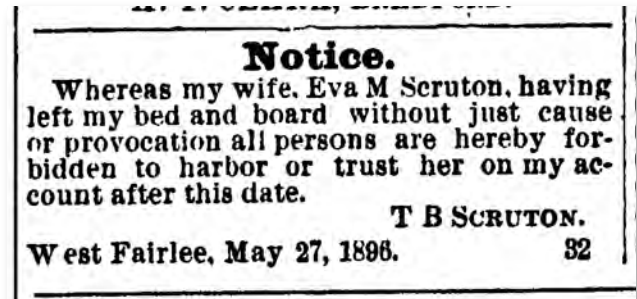 Notice.
Whereas my wife, Eva M Scruton, having
left my bed and board without just cause
or provocation all persons are hereby for-
bidden to harbor or trust her on my ac-
count after this date.
T B SCRUTON.
West Fairlee, May 27, 1896. 32